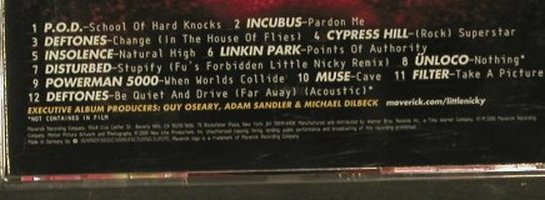 1 P.O.D.-School Of Hard Knocks 2 INCUBUS-Pardon Me
3 DEFTONES-Change (In The House Of Flies) 4 CYPRESS HILL-(Rock) Superstar
5 INSOLENCE-Natural High 6 LINKIN PARK-Points Of Authority
7 DISTURBED-Stupify (Fu's Forbidden Little Nicky Remix) 8 ÜNLOCO-Nothing*
9 POWERMAN 5000-When Worlds Collide 10 MUSE-Cave 11 FILTER-Take A Picture
12 DEFTONES-Be Quiet And Drive (Far Away) (Acoustic)*
EXECUTIVE ALBUM PRODUCERS: GUY OSEARY, ADAM SANDLER & MICHAEL DILBECK maverick.com/littlenicky
*NOT CONTAINED IN FILM